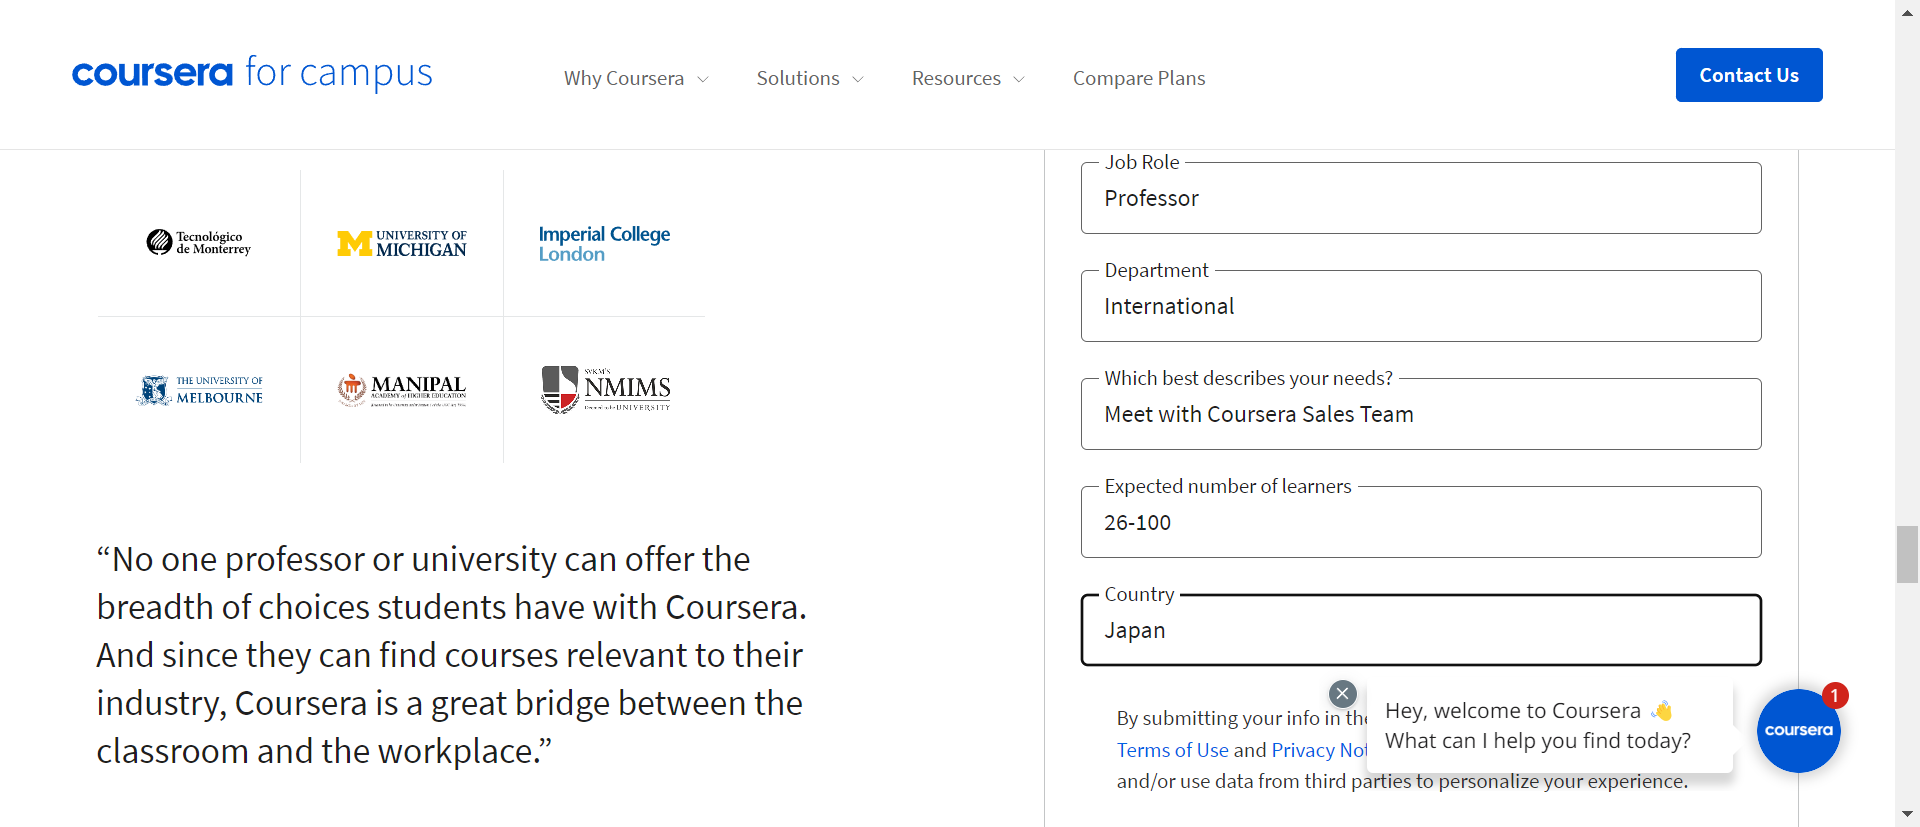 coursera for campus
Why Coursera
Solutions
Resources
Compare Plans
Contact Us
Tecnológico
de Monterrey
UNIVERSITY OF
MICHIGAN
Imperial College
London
THE UNIVERSITY OF
MELBOURNE
MANIPAL
ACADEMY of HIGHER EDUCATION
SVKM'S
NMIMS
Deemed to be UNIVERSITY
“No one professor or university can offer the
breadth of choices students have with Coursera.
And since they can find courses relevant to their
industry, Coursera is a great bridge between the
classroom and the workplace.”
Job Role
Professor
Department
International
Which best describes your needs?
Meet with Coursera Sales Team
Expected number of learners
26-100
Country
Japan
By submitting your info in the
Terms of Use and Privacy Not
and/or use data from third parties to personalize your experience.
Hey, welcome to Coursera 👋
What can I help you find today?
coursera
1